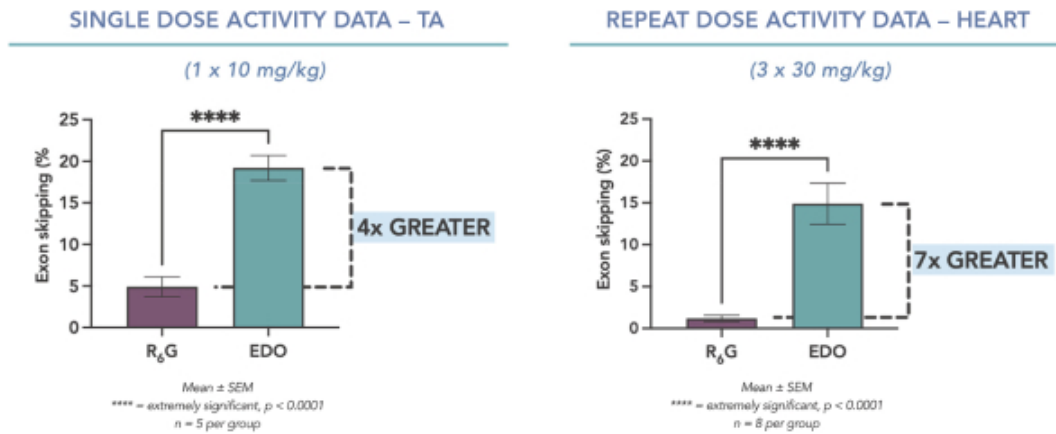 SINGLE DOSE ACTIVITY DATA – TA
(1 x 10 mg/kg)
25
20
15
10
5
0
Exon skipping (%
****
4x GREATER
R₆G
EDO
Mean ± SEM
**** = extremely significant, p < 0.0001
n = 5 per group
REPEAT DOSE ACTIVITY DATA – HEART
(3 x 30 mg/kg)
25
20
15
10
5
0
Exon skipping (%)
****
7x GREATER
R₆G
EDO
Mean ± SEM
**** = extremely significant, p < 0.0001
n = 8 per group